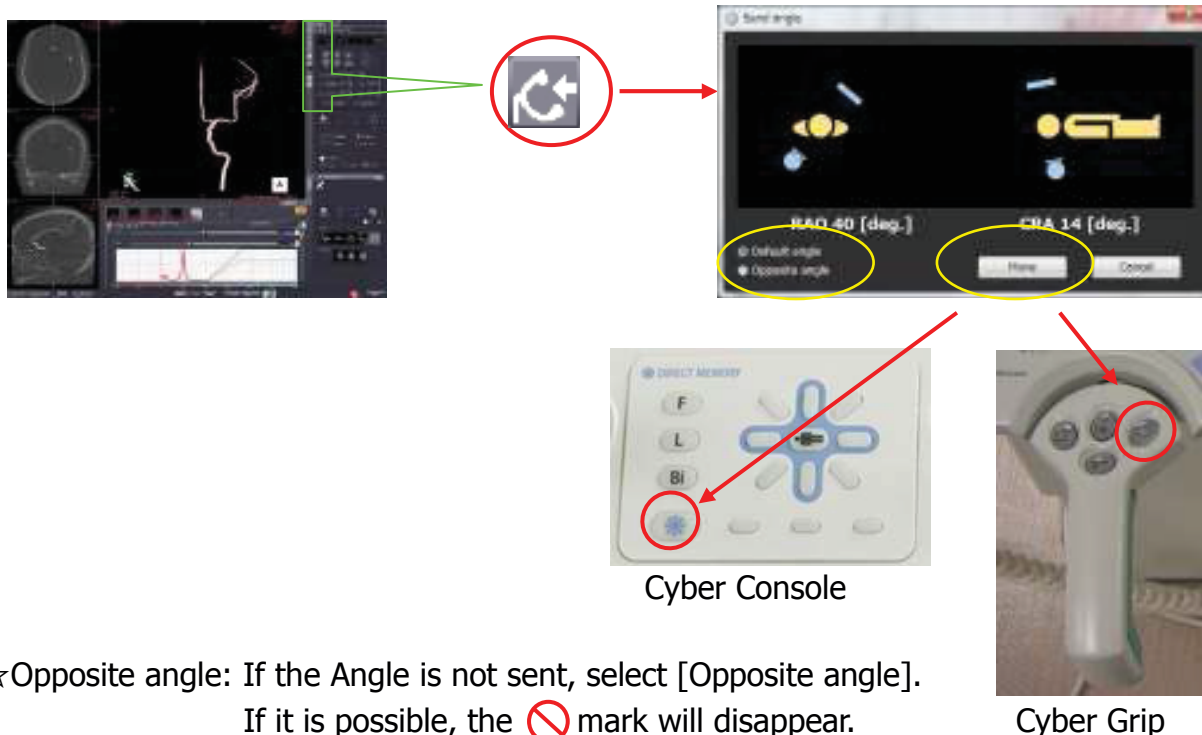 Send angle
RAO 40 [deg.]
CRA 14 [deg.]
Default angle
Opposite angle
Move
Cancel
A
DIRECT MEMORY
F
L
Bi
Cyber Console
☆Opposite angle: If the Angle is not sent, select [Opposite angle].
If it is possible, the mark will disappear.
Cyber Grip